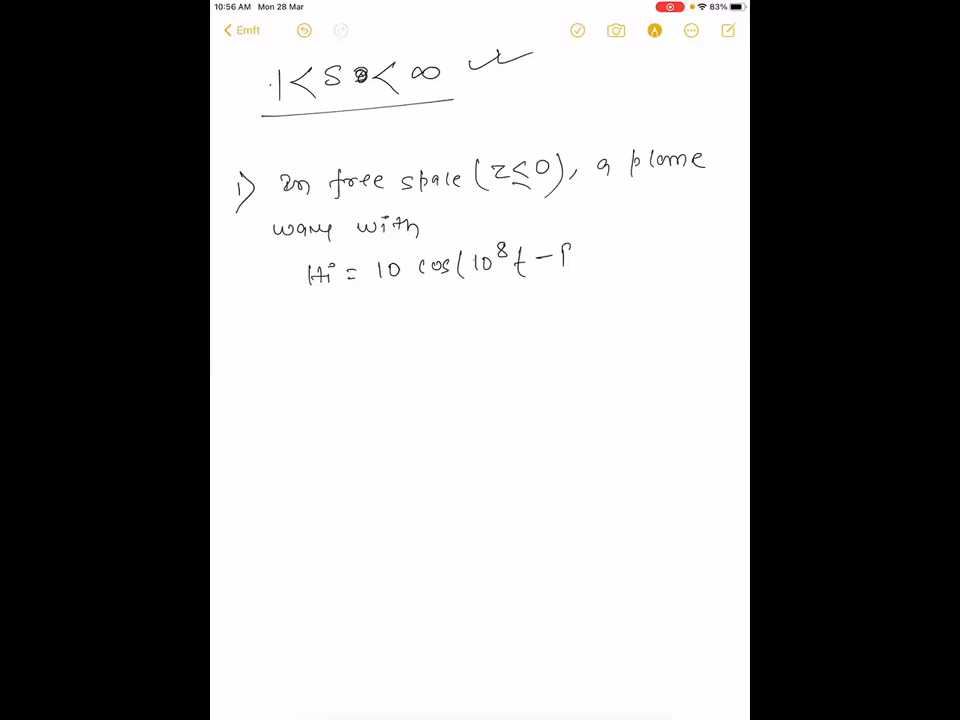 10:56 AM Mon 28 Mar 83%
Emft
1 < S < ∞
1) In free space (z ≤ 0), a plane
wave with
Hi = 10 cos(10⁸t –